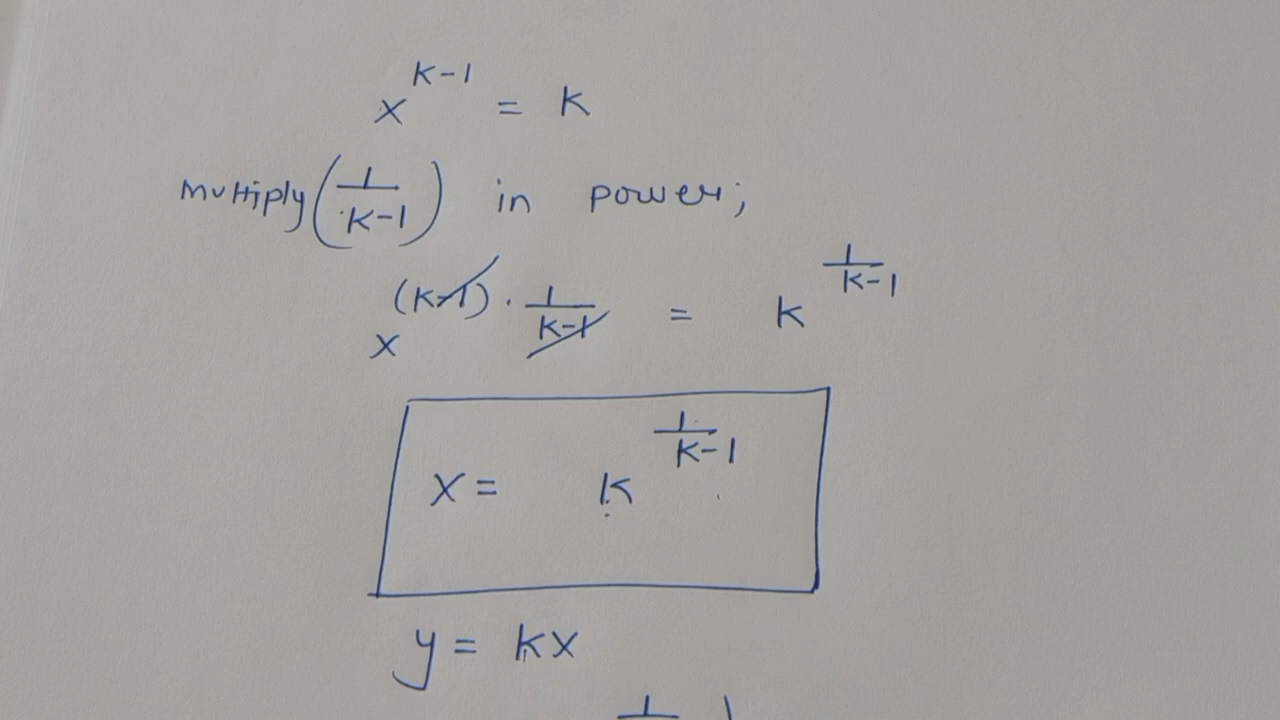 x^{k-1} = k
multiply (1/(k-1)) in power;
x^{(k-1) · 1/(k-1)} = k^{1/(k-1)}
x = k^{1/(k-1)}
y = kx